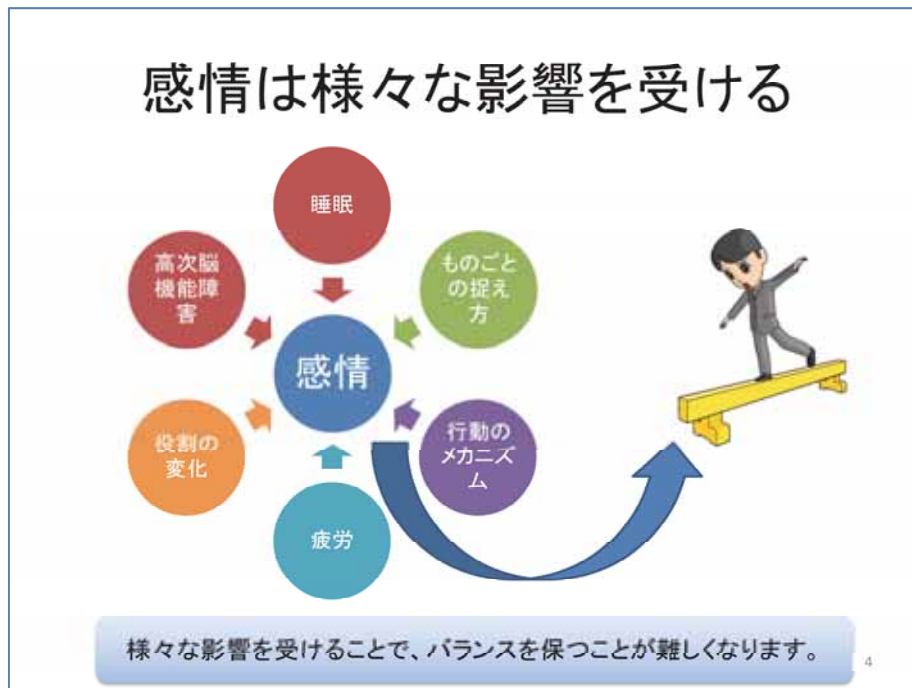 感情は様々な影響を受ける
睡眠
高次脳
機能障
害
ものごと
の捉え
方
感情
役割の
変化
行動の
メカニズ
ム
疲労
様々な影響を受けることで、バランスを保つことが難しくなります。
4